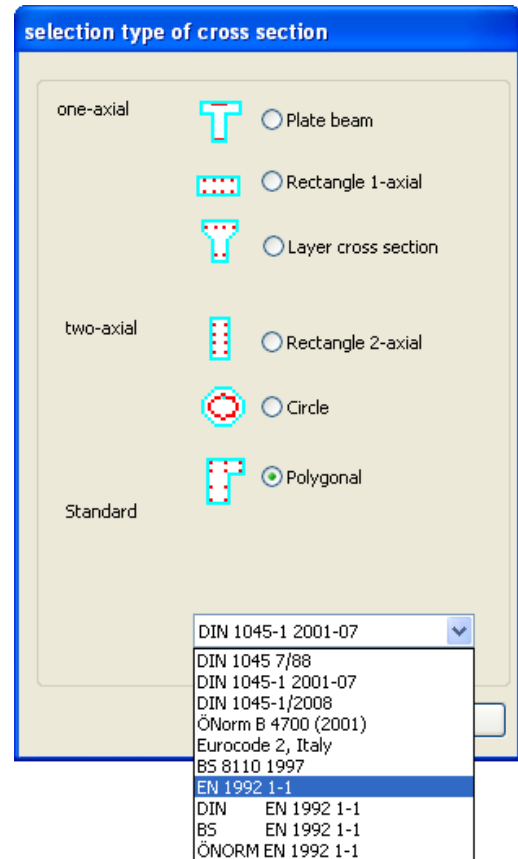 selection type of cross section
one-axial
Plate beam
Rectangle 1-axial
Layer cross section
two-axial
Rectangle 2-axial
Circle
Polygonal
Standard
DIN 1045-1 2001-07
DIN 1045 7/88
DIN 1045-1 2001-07
DIN 1045-1/2008
ÖNorm B 4700 (2001)
Eurocode 2, Italy
BS 8110 1997
EN 1992 1-1
DIN EN 1992 1-1
BS EN 1992 1-1
ÖNORM EN 1992 1-1